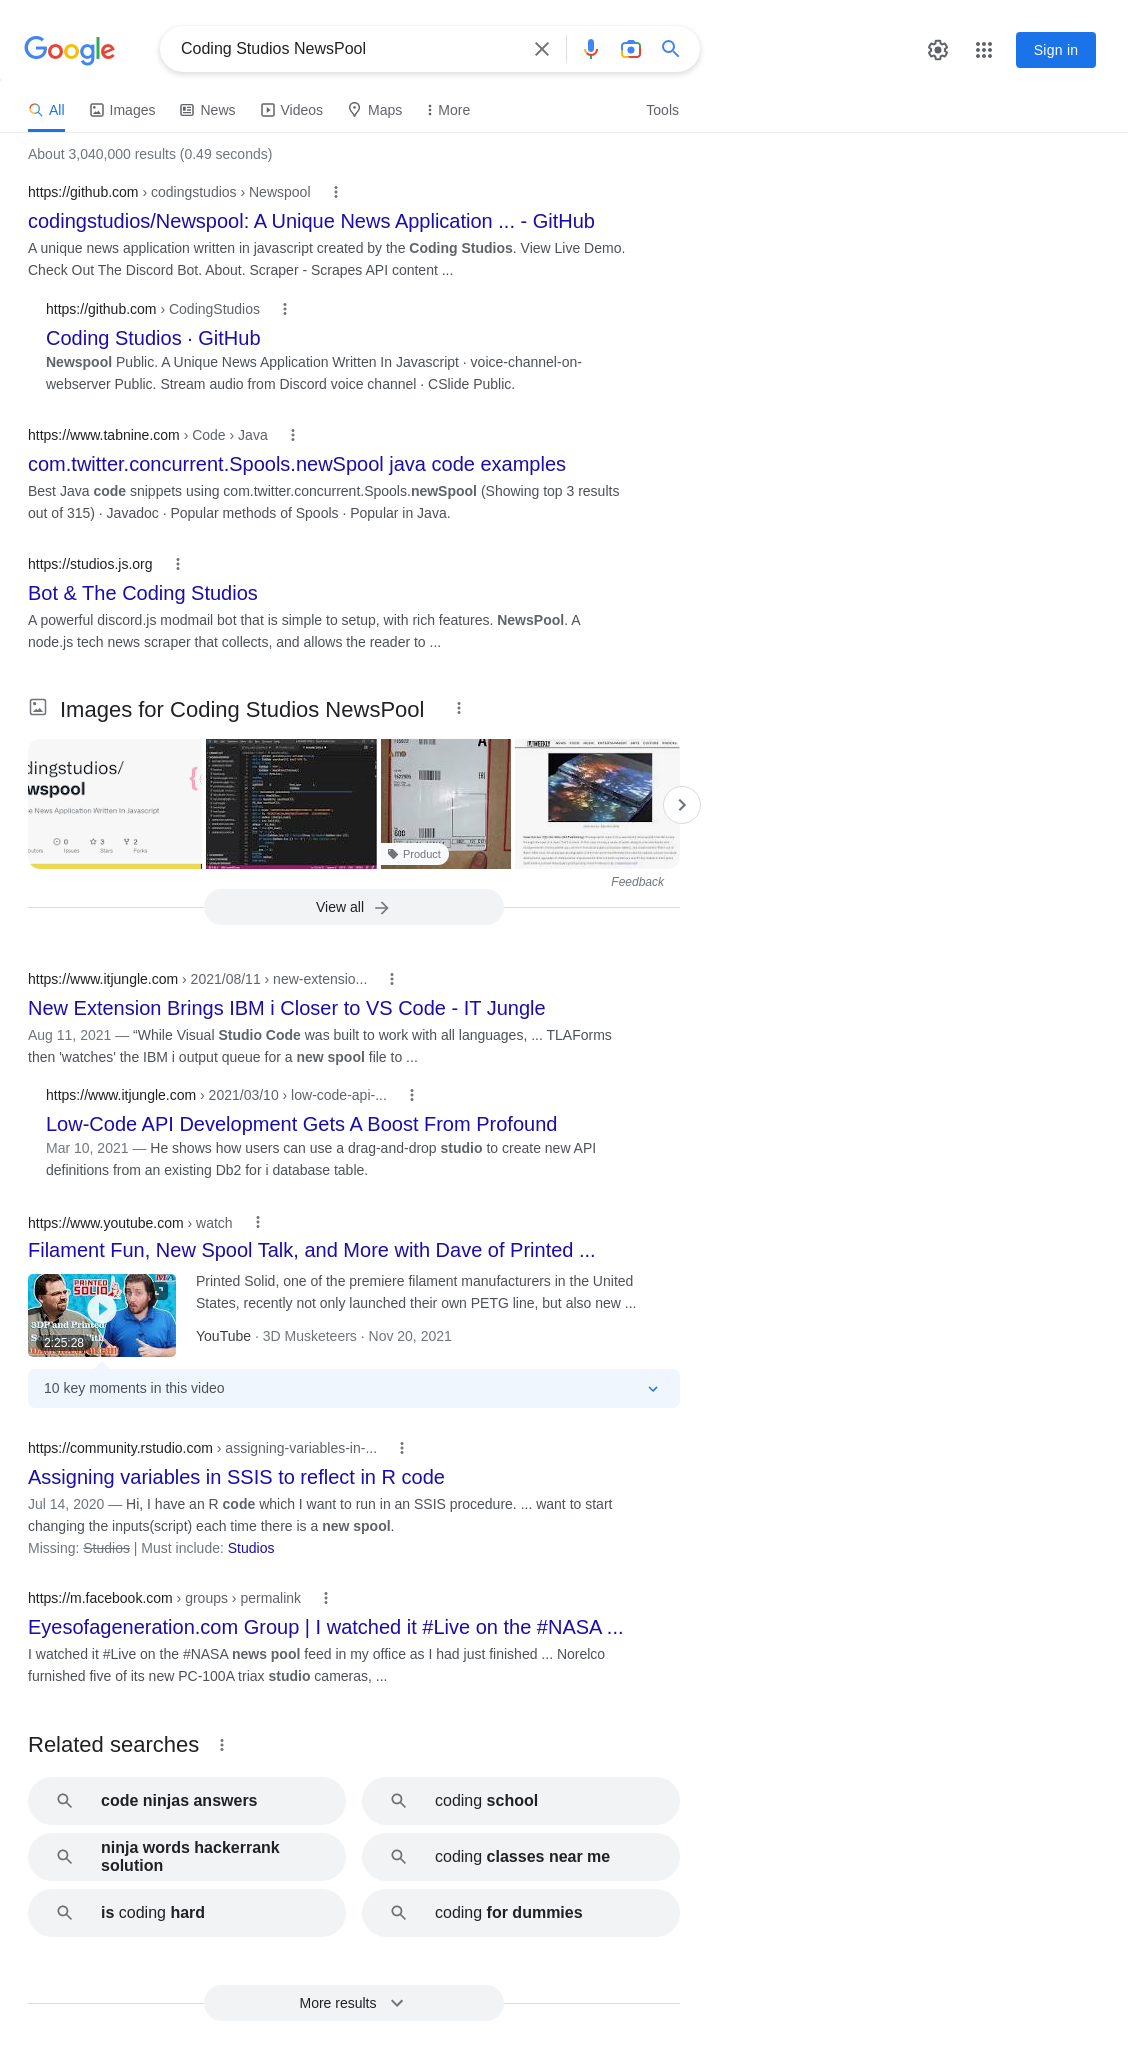 Google
Coding Studios NewsPool
Sign in
All Images News Videos Maps More Tools
About 3,040,000 results (0.49 seconds)
https://github.com › codingstudios › Newspool
codingstudios/Newspool: A Unique News Application ... - GitHub
A unique news application written in javascript created by the Coding Studios. View Live Demo.
Check Out The Discord Bot. About. Scraper - Scrapes API content ...
https://github.com › CodingStudios
Coding Studios · GitHub
Newspool Public. A Unique News Application Written In Javascript · voice-channel-on-
webserver Public. Stream audio from Discord voice channel · CSlide Public.
https://www.tabnine.com › Code › Java
com.twitter.concurrent.Spools.newSpool java code examples
Best Java code snippets using com.twitter.concurrent.Spools.newSpool (Showing top 3 results
out of 315) · Javadoc · Popular methods of Spools · Popular in Java.
https://studios.js.org
Bot & The Coding Studios
A powerful discord.js modmail bot that is simple to setup, with rich features. NewsPool. A
node.js tech news scraper that collects, and allows the reader to ...
Images for Coding Studios NewsPool
dingstudios/
wspool
e News Application Written In Javascript
0 3 2
Issues Stars Forks
Product
Feedback
View all
https://www.itjungle.com › 2021/08/11 › new-extensio...
New Extension Brings IBM i Closer to VS Code - IT Jungle
Aug 11, 2021 — “While Visual Studio Code was built to work with all languages, ... TLAForms
then 'watches' the IBM i output queue for a new spool file to ...
https://www.itjungle.com › 2021/03/10 › low-code-api-...
Low-Code API Development Gets A Boost From Profound
Mar 10, 2021 — He shows how users can use a drag-and-drop studio to create new API
definitions from an existing Db2 for i database table.
https://www.youtube.com › watch
Filament Fun, New Spool Talk, and More with Dave of Printed ...
PRINTED
SOLID
3DP and Printed
2:25:28
Printed Solid, one of the premiere filament manufacturers in the United
States, recently not only launched their own PETG line, but also new ...
YouTube · 3D Musketeers · Nov 20, 2021
10 key moments in this video
https://community.rstudio.com › assigning-variables-in-...
Assigning variables in SSIS to reflect in R code
Jul 14, 2020 — Hi, I have an R code which I want to run in an SSIS procedure. ... want to start
changing the inputs(script) each time there is a new spool.
Missing: Studios | Must include: Studios
https://m.facebook.com › groups › permalink
Eyesofageneration.com Group | I watched it #Live on the #NASA ...
I watched it #Live on the #NASA news pool feed in my office as I had just finished ... Norelco
furnished five of its new PC-100A triax studio cameras, ...
Related searches
code ninjas answers
coding school
ninja words hackerrank
solution
coding classes near me
is coding hard
coding for dummies
More results